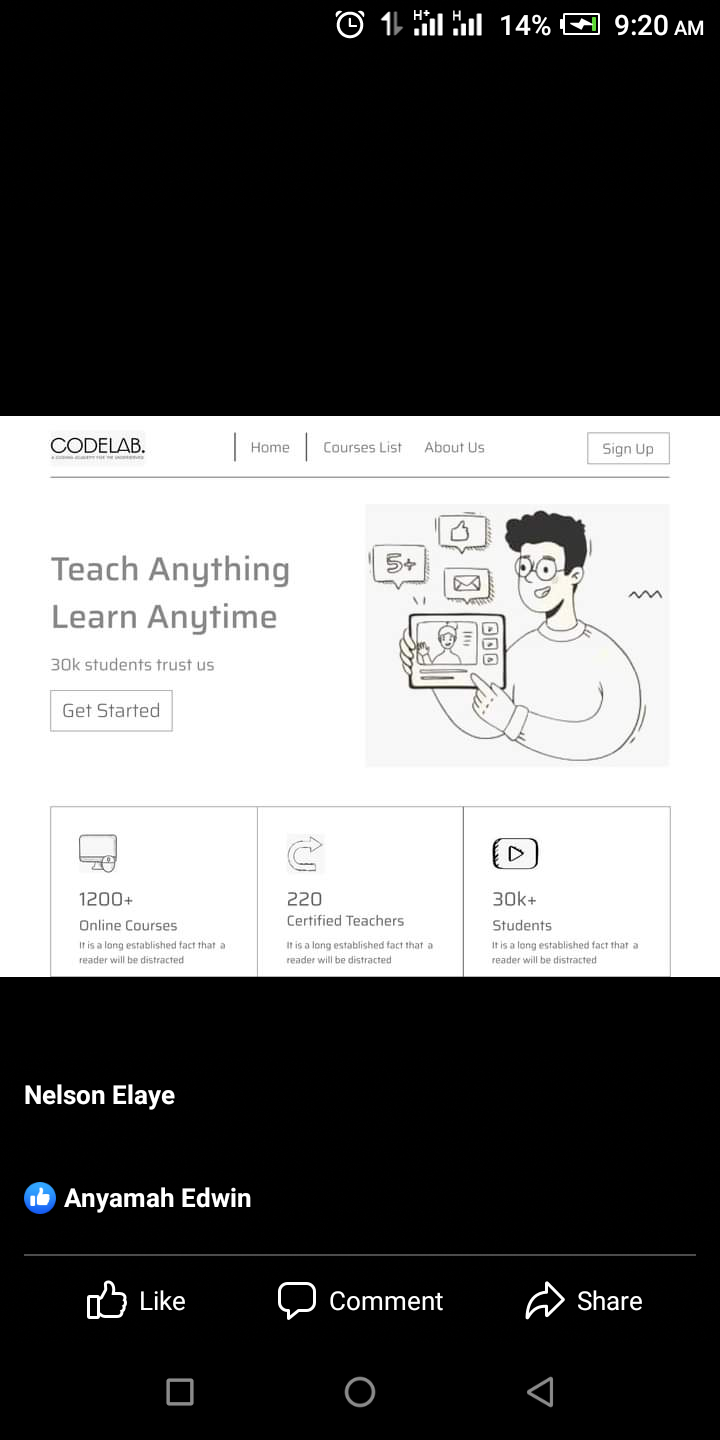 14% 9:20 AM
CODELAB.
Home Courses List About Us Sign Up
Teach Anything
Learn Anytime
30k students trust us
Get Started
5+
1200+
Online Courses
It is a long established fact that a
reader will be distracted
220
Certified Teachers
It is a long established fact that a
reader will be distracted
30k+
Students
It is a long established fact that a
reader will be distracted
Nelson Elaye
Anyamah Edwin
Like Comment Share